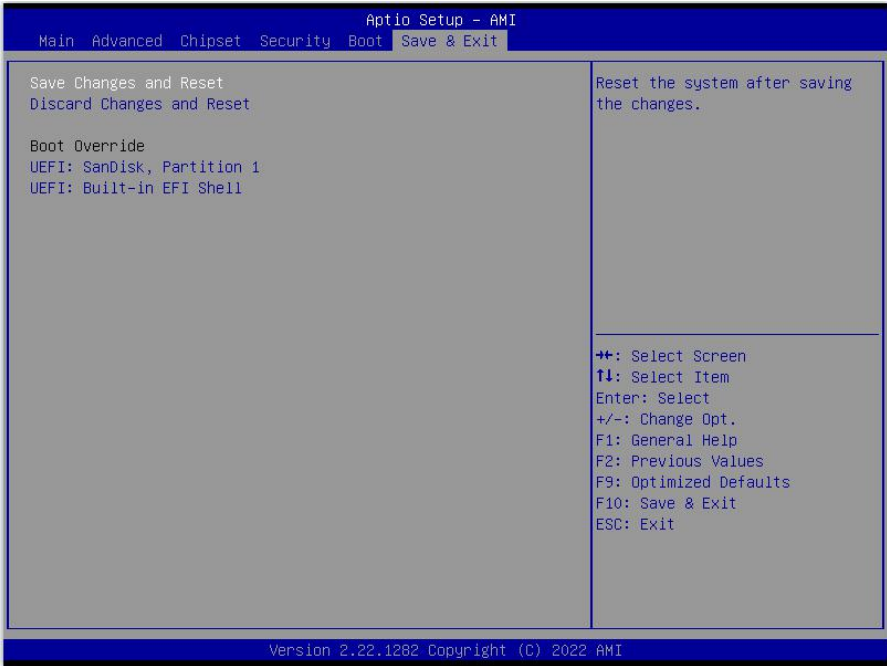 Aptio Setup – AMI
Main Advanced Chipset Security Boot Save & Exit
Save Changes and Reset
Discard Changes and Reset
Boot Override
UEFI: SanDisk, Partition 1
UEFI: Built-in EFI Shell
Reset the system after saving
the changes.
→←: Select Screen
↑↓: Select Item
Enter: Select
+/-: Change Opt.
F1: General Help
F2: Previous Values
F9: Optimized Defaults
F10: Save & Exit
ESC: Exit
Version 2.22.1282 Copyright (C) 2022 AMI